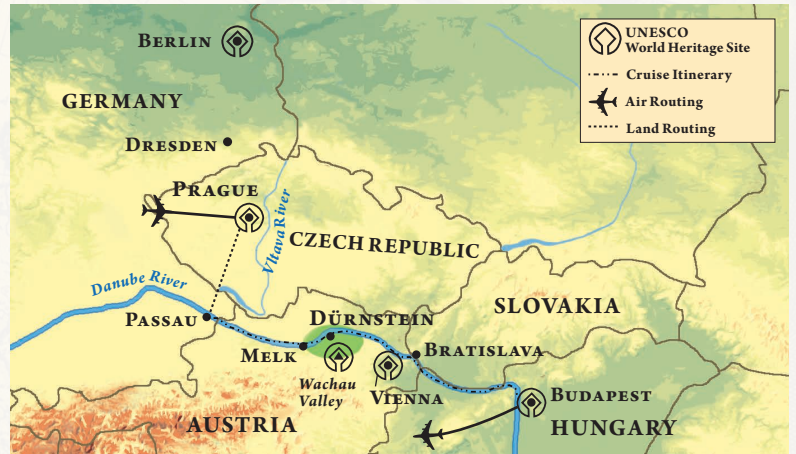 BERLIN
UNESCO
World Heritage Site
Cruise Itinerary
Air Routing
Land Routing
GERMANY
DRESDEN
PRAGUE
Vltava River
CZECH REPUBLIC
Danube River
PASSAU
DÜRNSTEIN
SLOVAKIA
MELK
BRATISLAVA
Wachau
Valley
VIENNA
BUDAPEST
AUSTRIA
HUNGARY